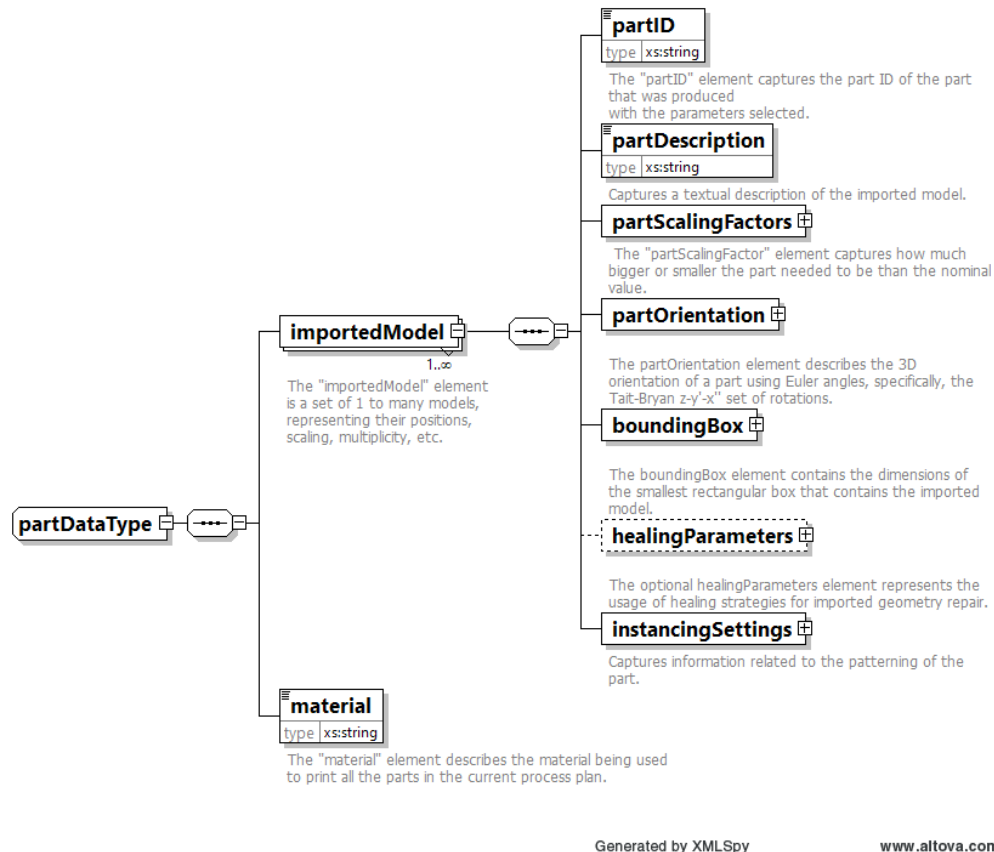 partID
type xs:string
The "partID" element captures the part ID of the part
that was produced
with the parameters selected.
partDescription
type xs:string
Captures a textual description of the imported model.
partScalingFactors
The "partScalingFactor" element captures how much
bigger or smaller the part needed to be than the nominal
value.
partOrientation
The partOrientation element describes the 3D
orientation of a part using Euler angles, specifically, the
Tait-Bryan z-y'-x'' set of rotations.
boundingBox
The boundingBox element contains the dimensions of
the smallest rectangular box that contains the imported
model.
healingParameters
The optional healingParameters element represents the
usage of healing strategies for imported geometry repair.
instancingSettings
Captures information related to the patterning of the
part.
importedModel
1..∞
The "importedModel" element
is a set of 1 to many models,
representing their positions,
scaling, multiplicity, etc.
partDataType
material
type xs:string
The "material" element describes the material being used
to print all the parts in the current process plan.
Generated by XMLSpy
www.altova.com